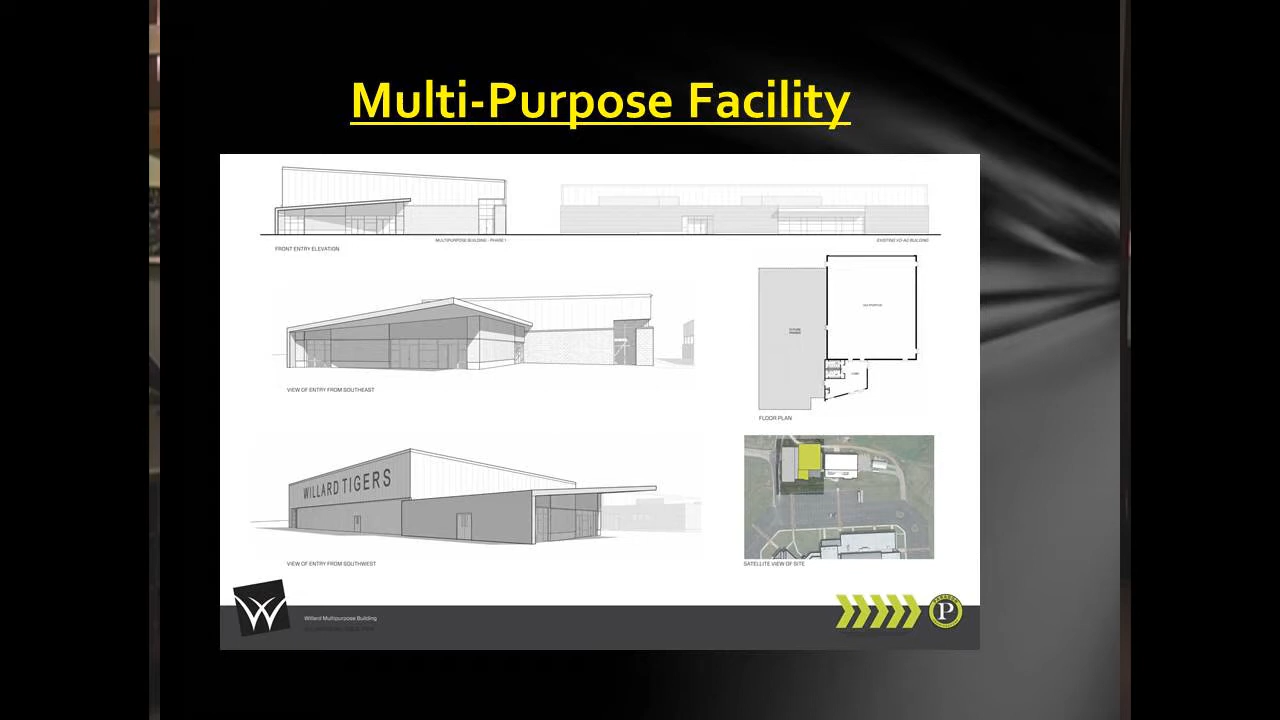 Multi-Purpose Facility
MULTIPURPOSE BUILDING - PHASE 1
EXISTING VO-AG BUILDING
FRONT ENTRY ELEVATION
VIEW OF ENTRY FROM SOUTHEAST
FLOOR PLAN
WILLARD TIGERS
VIEW OF ENTRY FROM SOUTHWEST
SATELLITE VIEW OF SITE
W
Willard Multipurpose Building
P